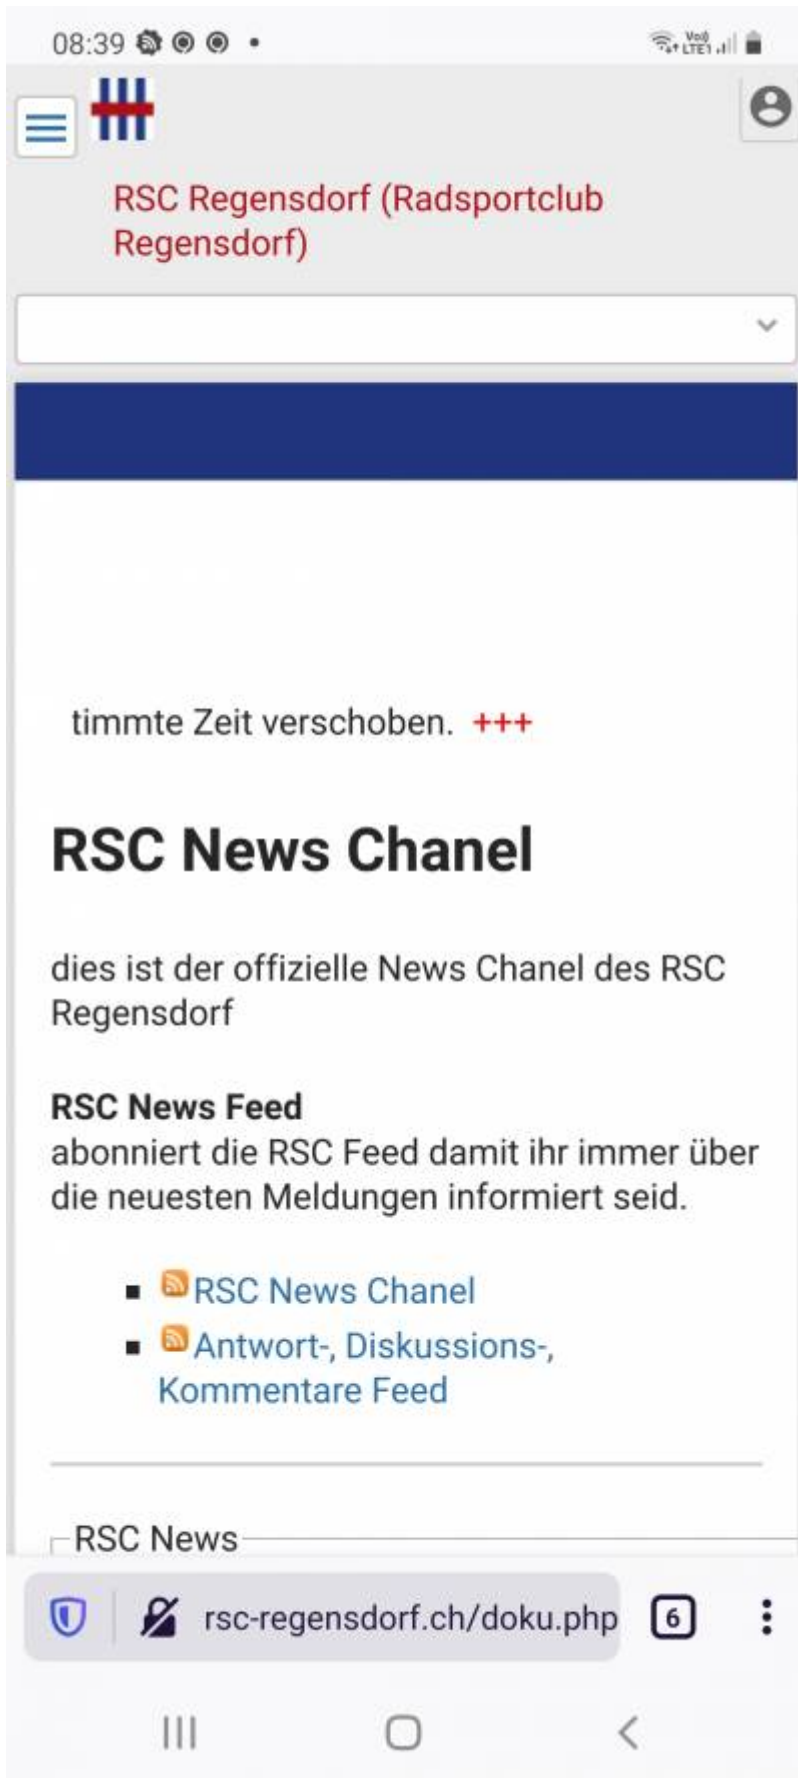 08:39
Vo)) LTE1
RSC Regensdorf (Radsportclub
Regensdorf)
timmte Zeit verschoben. +++
RSC News Chanel
dies ist der offizielle News Chanel des RSC
Regensdorf
RSC News Feed
abonniert die RSC Feed damit ihr immer über
die neuesten Meldungen informiert seid.
RSC News Chanel
Antwort-, Diskussions-,
Kommentare Feed
RSC News
rsc-regensdorf.ch/doku.php
6